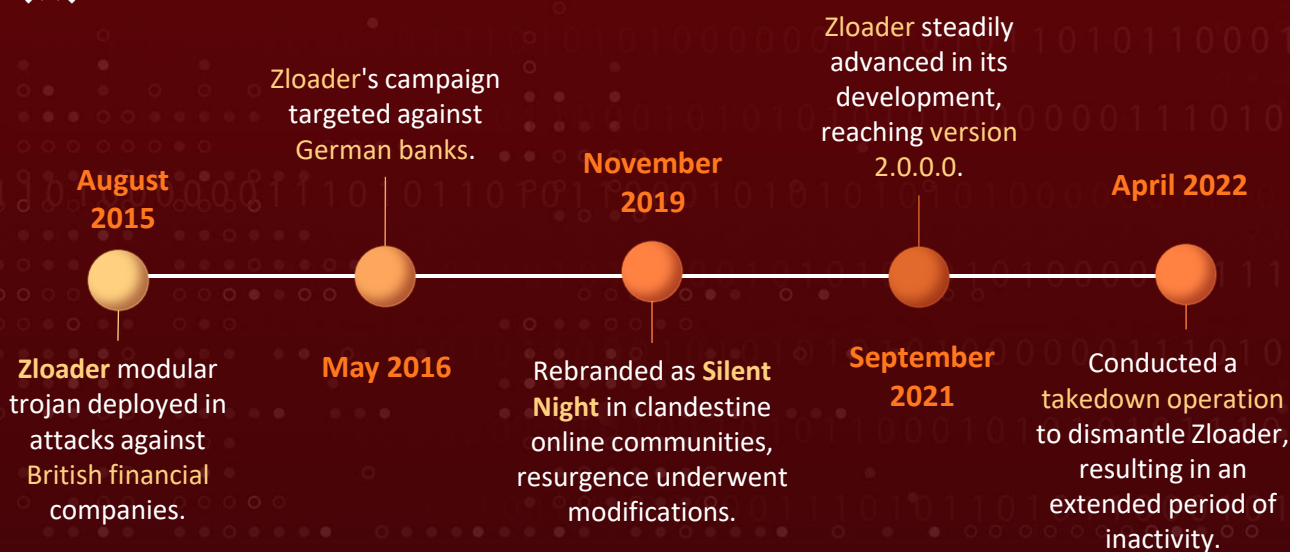 August
2015
Zloader modular
trojan deployed in
attacks against
British financial
companies.
Zloader's campaign
targeted against
German banks.
May 2016
November
2019
Rebranded as Silent
Night in clandestine
online communities,
resurgence underwent
modifications.
Zloader steadily
advanced in its
development,
reaching version
2.0.0.0.
September
2021
April 2022
Conducted a
takedown operation
to dismantle Zloader,
resulting in an
extended period of
inactivity.